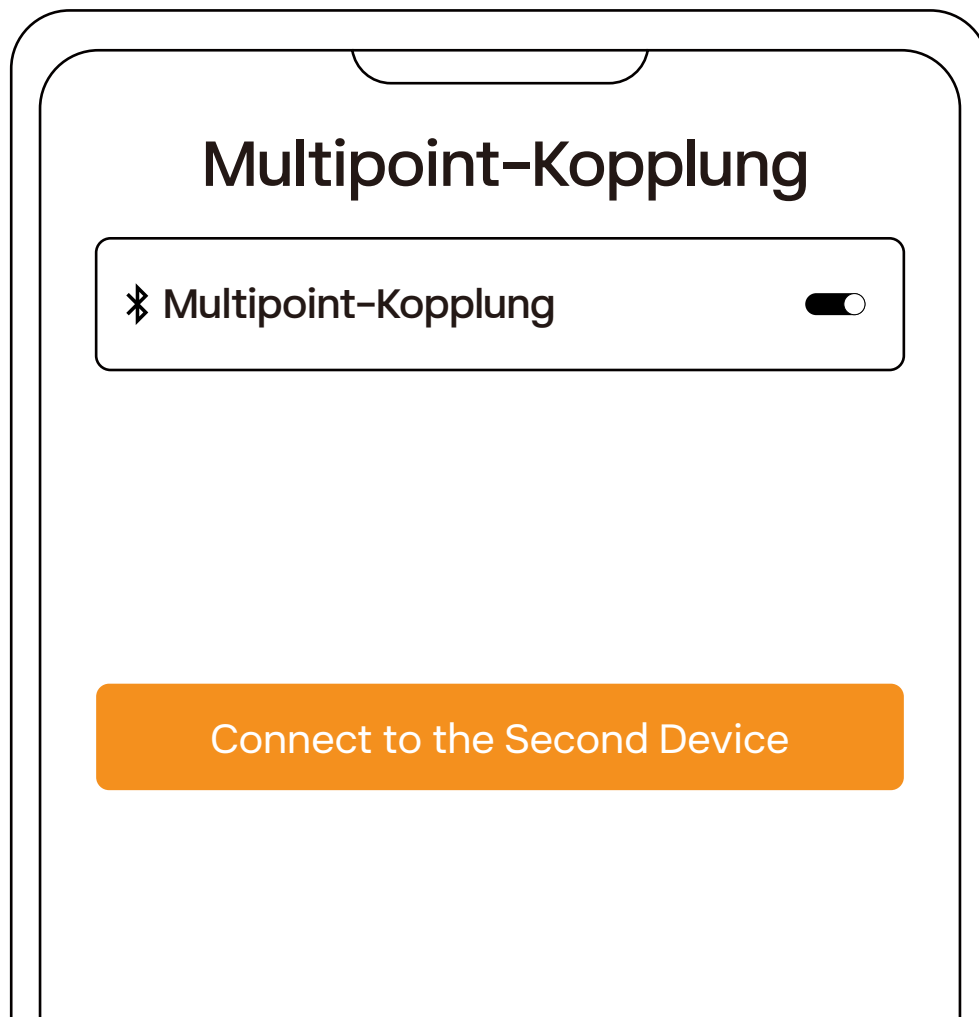 Multipoint-Kopplung
Multipoint-Kopplung
Connect to the Second Device